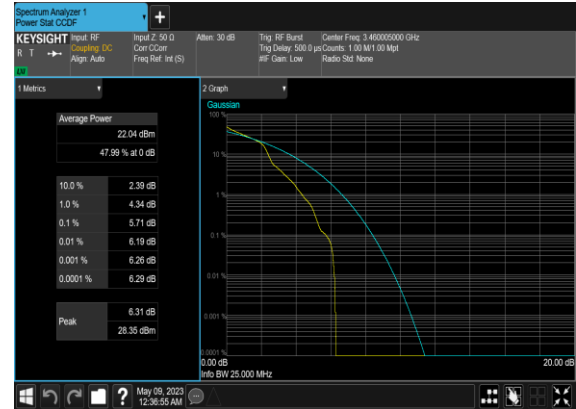 Spectrum Analyzer 1
Power Stat CCDF
KEYSIGHT
R T
LV
Input: RF
Coupling: DC
Align: Auto
Input Z: 50 Ω
Corr CCorr
Freq Ref: Int (S)
Atten: 30 dB
Trig: RF Burst
Trig Delay: 500.0 µs
#IF Gain: Low
Center Freq: 3.460005000 GHz
Counts: 1.00 M/1.00 Mpt
Radio Std: None
1 Metrics
Average Power
22.04 dBm
47.99 % at 0 dB
10.0 % 2.39 dB
1.0 % 4.34 dB
0.1 % 5.71 dB
0.01 % 6.19 dB
0.001 % 6.26 dB
0.0001 % 6.29 dB
Peak
6.31 dB
28.35 dBm
2 Graph
Gaussian
100 %
10 %
1 %
0.1 %
0.01 %
0.001 %
0.0001 %
0.00 dB
20.00 dB
Info BW 25.000 MHz
?
May 09, 2023
12:36:55 AM